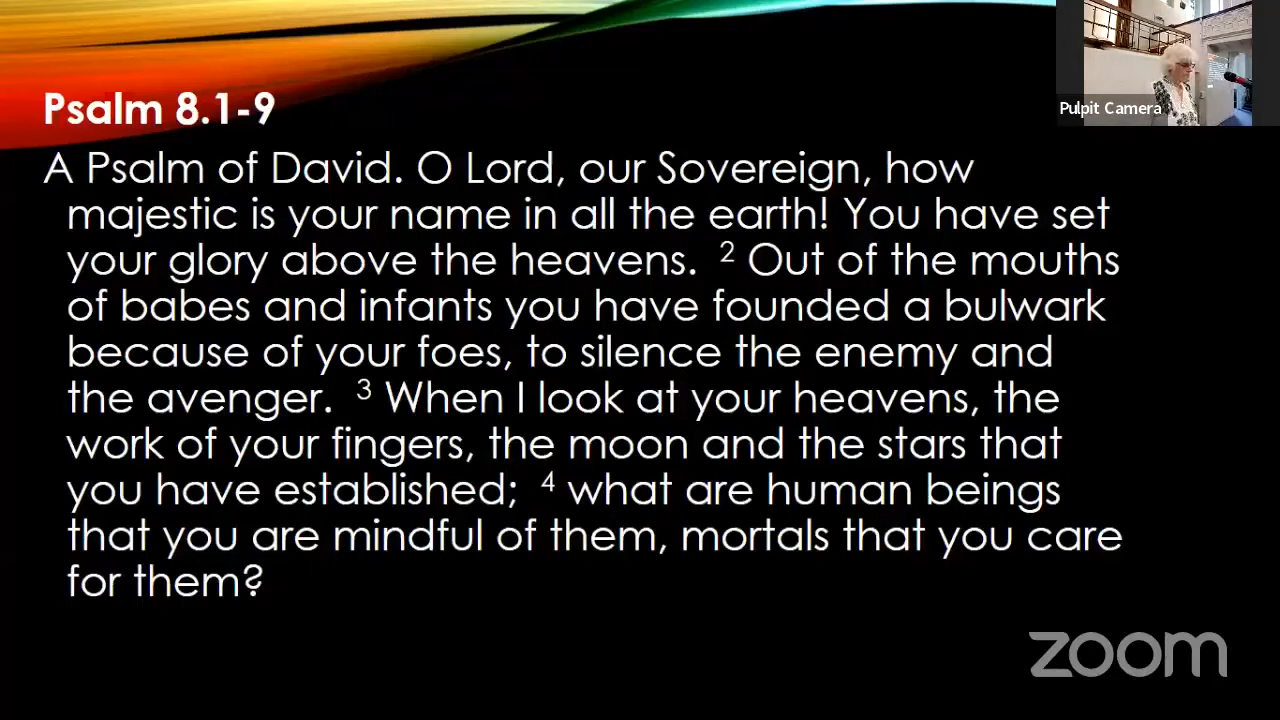 Pulpit Camera
Psalm 8.1-9
A Psalm of David. O Lord, our Sovereign, how
majestic is your name in all the earth! You have set
your glory above the heavens. 2 Out of the mouths
of babes and infants you have founded a bulwark
because of your foes, to silence the enemy and
the avenger. 3 When I look at your heavens, the
work of your fingers, the moon and the stars that
you have established; 4 what are human beings
that you are mindful of them, mortals that you care
for them?
zoom